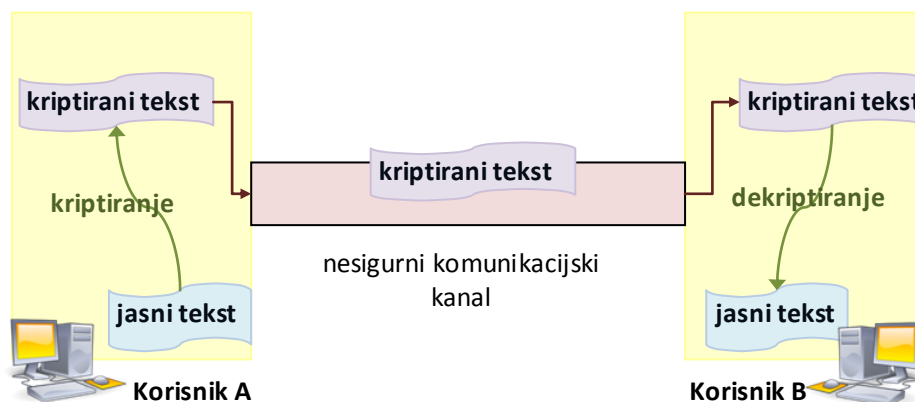 kriptirani tekst
kriptirani tekst
kriptirani tekst
kriptiranje
dekriptiranje
nesigurni komunikacijski
kanal
jasni tekst
jasni tekst
Korisnik A
Korisnik B